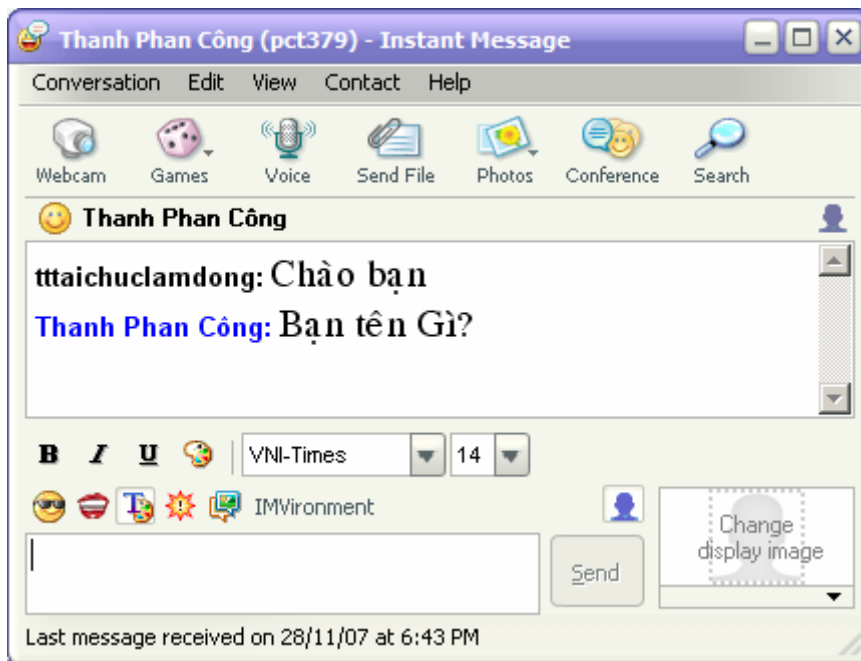 Thanh Phan Công (pct379) - Instant Message
Conversation Edit View Contact Help
Webcam Games Voice Send File Photos Conference Search
Thanh Phan Công
tttaichuclamdong: Chào bạn
Thanh Phan Công: Bạn tên Gì?
B I U VNI-Times 14
IMVironment
Change
display image
Send
Last message received on 28/11/07 at 6:43 PM